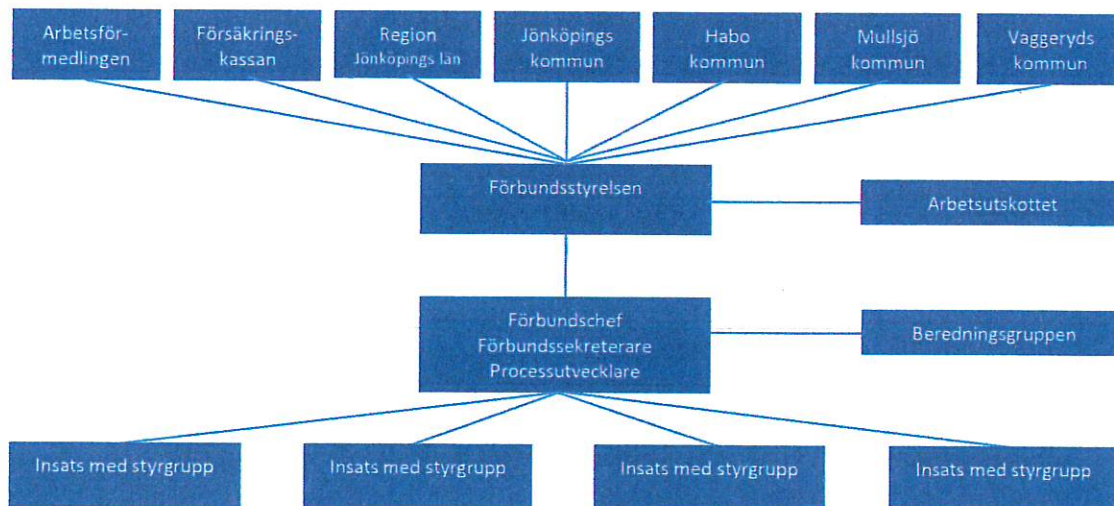 Arbetsför-
medlingen
Försäkrings-
kassan
Region
Jönköpings län
Jönköpings
kommun
Habo
kommun
Mullsjö
kommun
Vaggeryds
kommun
Förbundsstyrelsen
Arbetsutskottet
Förbundschef
Förbundssekreterare
Processutvecklare
Beredningsgruppen
Insats med styrgrupp
Insats med styrgrupp
Insats med styrgrupp
Insats med styrgrupp